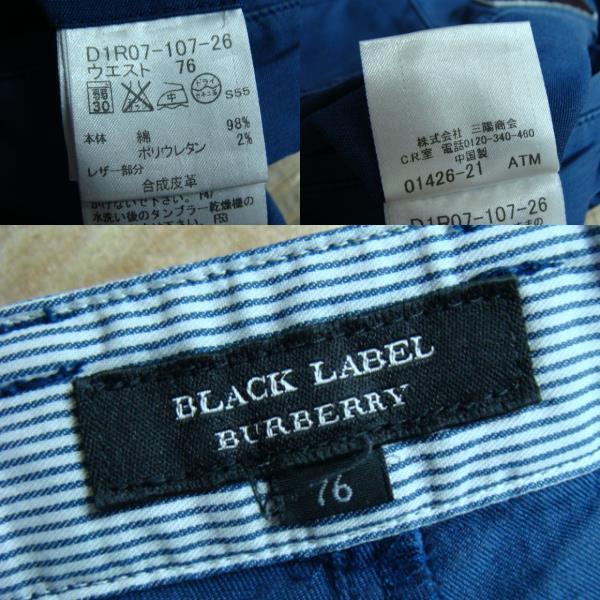 D1R07-107-26
ウエスト 76
30
中
ドライ
S55
本体 綿 98%
ポリウレタン 2%
レザー部分
合成皮革
水洗い後のタンブラー乾燥機の
株式会社 三陽商会
C.R.室 電話0120-340-460
中国製
01426-21 ATM
D1R07-107-26
BLACK LABEL
BURBERRY
76